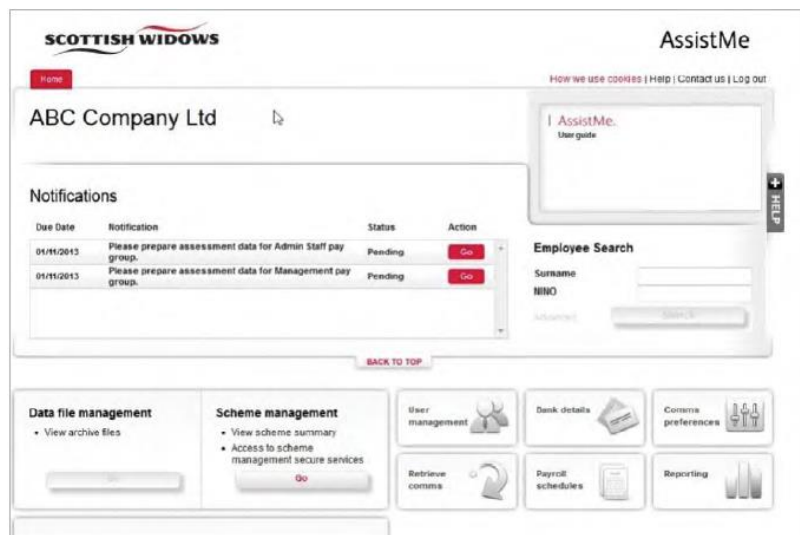 SCOTTISH WIDOWS
AssistMe
Home
How we use cookies | Help | Contact us | Log out
ABC Company Ltd
| AssistMe.
User guide
+ HELP
Notifications
Due Date Notification Status Action
01/11/2013 Please prepare assessment data for Admin Staff pay group. Pending Go
01/11/2013 Please prepare assessment data for Management pay group. Pending Go
Employee Search
Surname
NINO
Advanced Search
BACK TO TOP
Data file management
• View archive files
Go
Scheme management
• View scheme summary
• Access to scheme
management secure services
Go
User
management
Bank details
Comms
preferences
Retrieve
comms
Payroll
schedules
Reporting